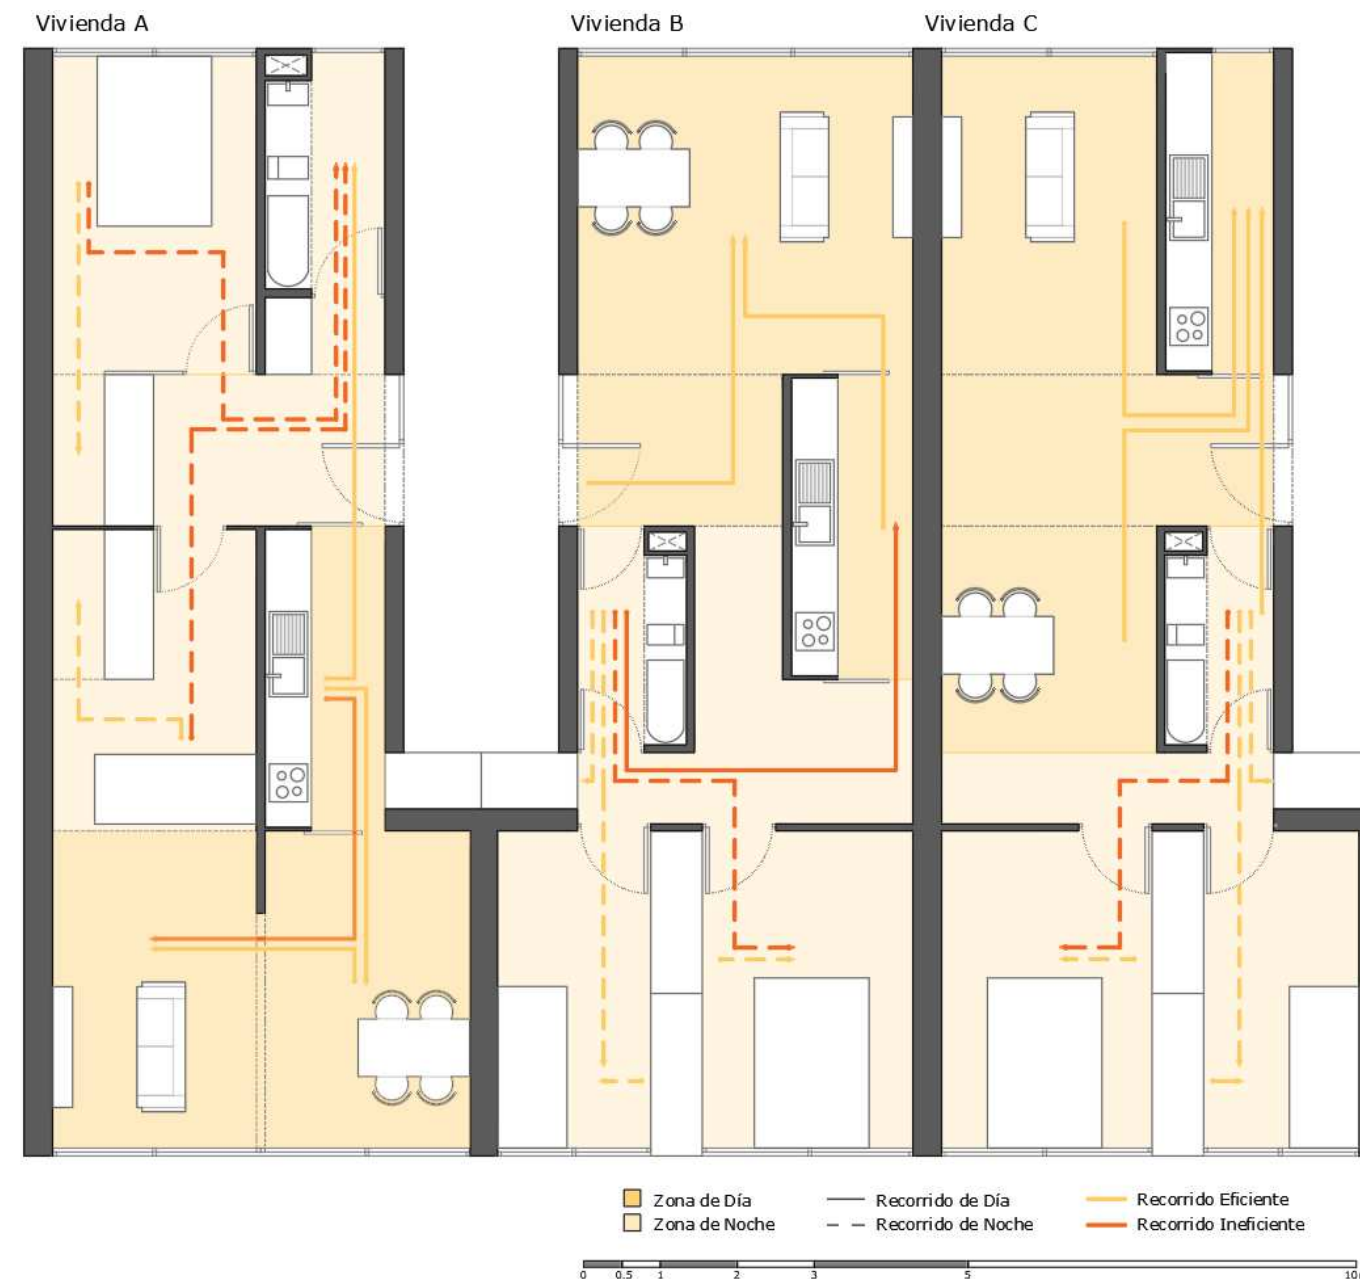 Vivienda A Vivienda B Vivienda C
Zona de Día Recorrido de Día Recorrido Eficiente
Zona de Noche Recorrido de Noche Recorrido Ineficiente
0 0.5 1 2 3 5 10